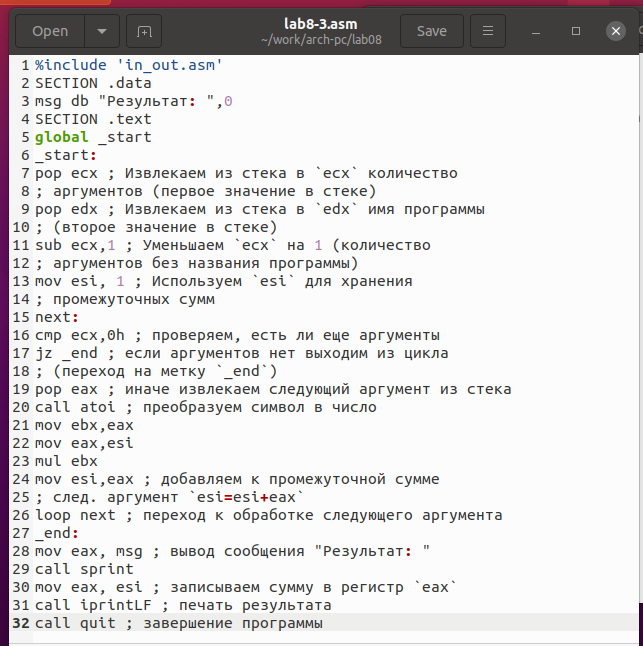 Open
lab8-3.asm
~/work/arch-pc/lab08
Save
1 %include 'in_out.asm'
2 SECTION .data
3 msg db "Результат: ",0
4 SECTION .text
5 global _start
6 _start:
7 pop ecx ; Извлекаем из стека в `ecx` количество
8 ; аргументов (первое значение в стеке)
9 pop edx ; Извлекаем из стека в `edx` имя программы
10 ; (второе значение в стеке)
11 sub ecx,1 ; Уменьшаем `ecx` на 1 (количество
12 ; аргументов без названия программы)
13 mov esi, 1 ; Используем `esi` для хранения
14 ; промежуточных сумм
15 next:
16 cmp ecx,0h ; проверяем, есть ли еще аргументы
17 jz _end ; если аргументов нет выходим из цикла
18 ; (переход на метку `_end`)
19 pop eax ; иначе извлекаем следующий аргумент из стека
20 call atoi ; преобразуем символ в число
21 mov ebx,eax
22 mov eax,esi
23 mul ebx
24 mov esi,eax ; добавляем к промежуточной сумме
25 ; след. аргумент `esi=esi+eax`
26 loop next ; переход к обработке следующего аргумента
27 _end:
28 mov eax, msg ; вывод сообщения "Результат: "
29 call sprint
30 mov eax, esi ; записываем сумму в регистр `eax`
31 call iprintLF ; печать результата
32 call quit ; завершение программы